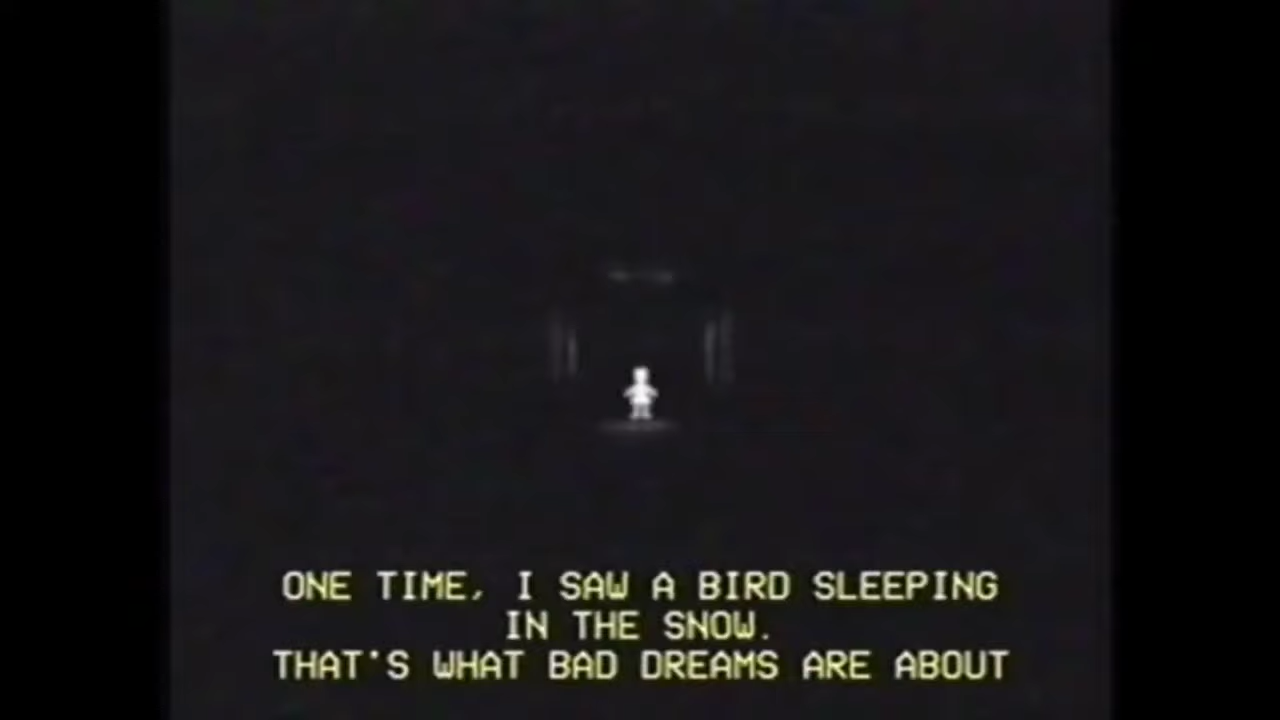 ONE TIME, I SAW A BIRD SLEEPING
IN THE SNOW.
THAT'S WHAT BAD DREAMS ARE ABOUT